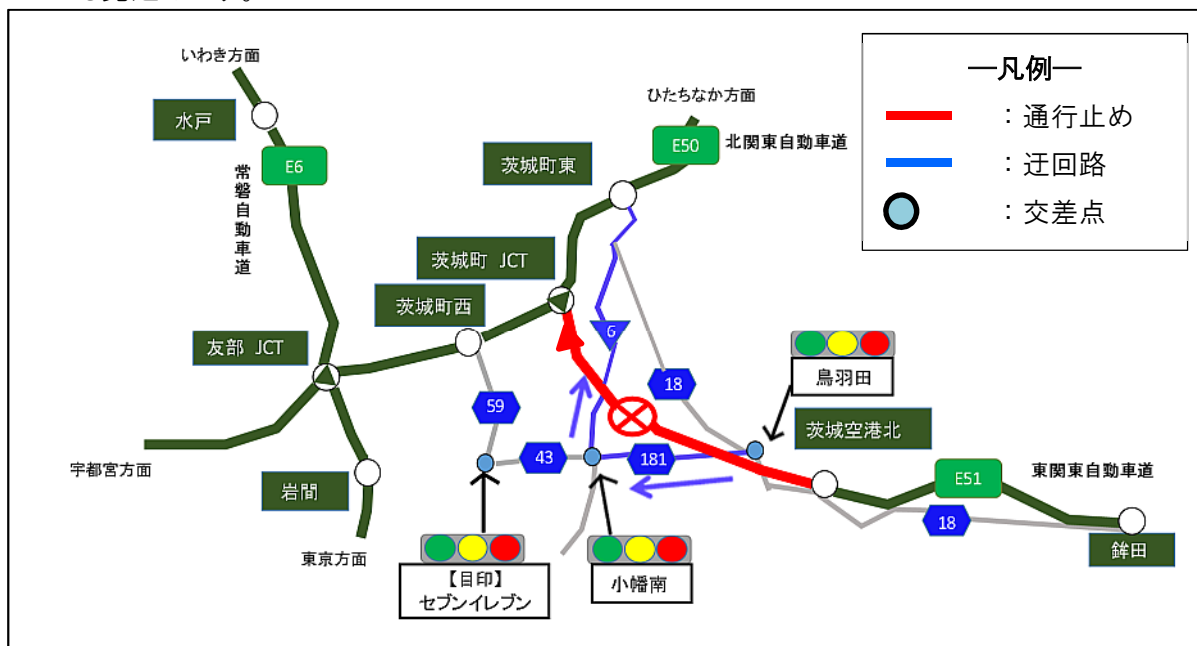 いわき方面
水戸
E6
常磐自動車道
友部 JCT
宇都宮方面
岩間
東京方面
茨城町西
茨城町 JCT
茨城町東
ひたちなか方面
E50
北関東自動車道
―凡例―
：通行止め
：迂回路
：交差点
6
18
59
43
181
鳥羽田
茨城空港北
E51
東関東自動車道
18
鉾田
【目印】
セブンイレブン
小幡南